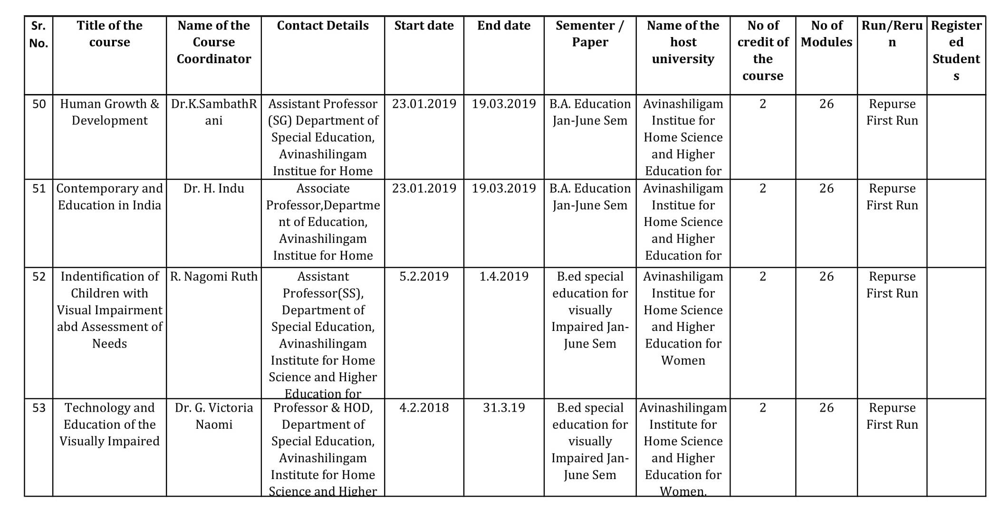 Sr. No.	Title of the course	Name of the Course Coordinator	Contact Details	Start date	End date	Sementer / Paper	Name of the host university	No of credit of the course	No of Modules	Run/Rerun	Registered Students
50	Human Growth & Development	Dr.K.SambathRani	Assistant Professor (SG) Department of Special Education, Avinashilingam Institue for Home	23.01.2019	19.03.2019	B.A. Education Jan-June Sem	Avinashiligam Institue for Home Science and Higher Education for	2	26	Repurse First Run
51	Contemporary and Education in India	Dr. H. Indu	Associate Professor,Department of Education, Avinashilingam Institue for Home	23.01.2019	19.03.2019	B.A. Education Jan-June Sem	Avinashiligam Institue for Home Science and Higher Education for	2	26	Repurse First Run
52	Indentification of Children with Visual Impairment abd Assessment of Needs	R. Nagomi Ruth	Assistant Professor(SS), Department of Special Education, Avinashilingam Institute for Home Science and Higher Education for	5.2.2019	1.4.2019	B.ed special education for visually Impaired Jan-June Sem	Avinashiligam Institue for Home Science and Higher Education for Women	2	26	Repurse First Run
53	Technology and Education of the Visually Impaired	Dr. G. Victoria Naomi	Professor & HOD, Department of Special Education, Avinashilingam Institute for Home Science and Higher	4.2.2018	31.3.19	B.ed special education for visually Impaired Jan-June Sem	Avinashilingam Institute for Home Science and Higher Education for Women.	2	26	Repurse First Run